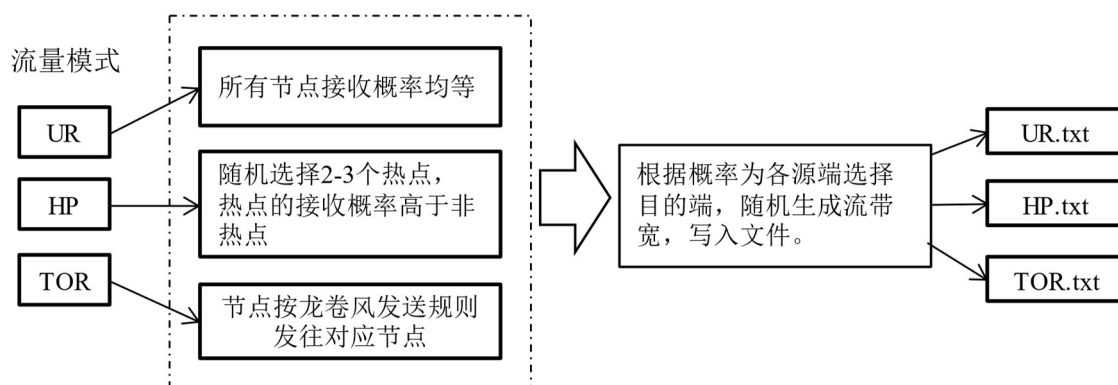 流量模式
UR
HP
TOR
所有节点接收概率均等
随机选择2-3个热点，
热点的接收概率高于非
热点
节点按龙卷风发送规则
发往对应节点
根据概率为各源端选择
目的端，随机生成流带
宽，写入文件。
UR.txt
HP.txt
TOR.txt